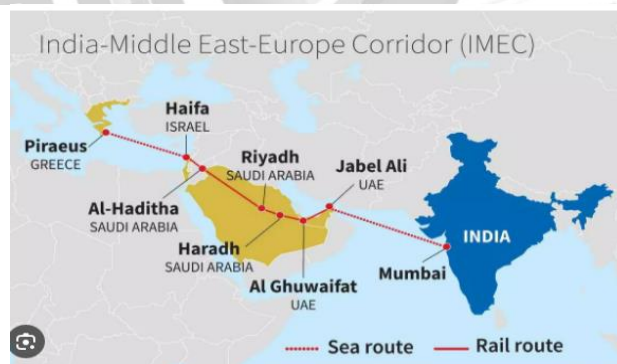 India-Middle East-Europe Corridor (IMEC)
Haifa
ISRAEL
Piraeus
GREECE
Riyadh
SAUDI ARABIA
Jabel Ali
UAE
Al-Haditha
SAUDI ARABIA
Haradh
SAUDI ARABIA
Al Ghuwaifat
UAE
INDIA
Mumbai
Sea route
Rail route